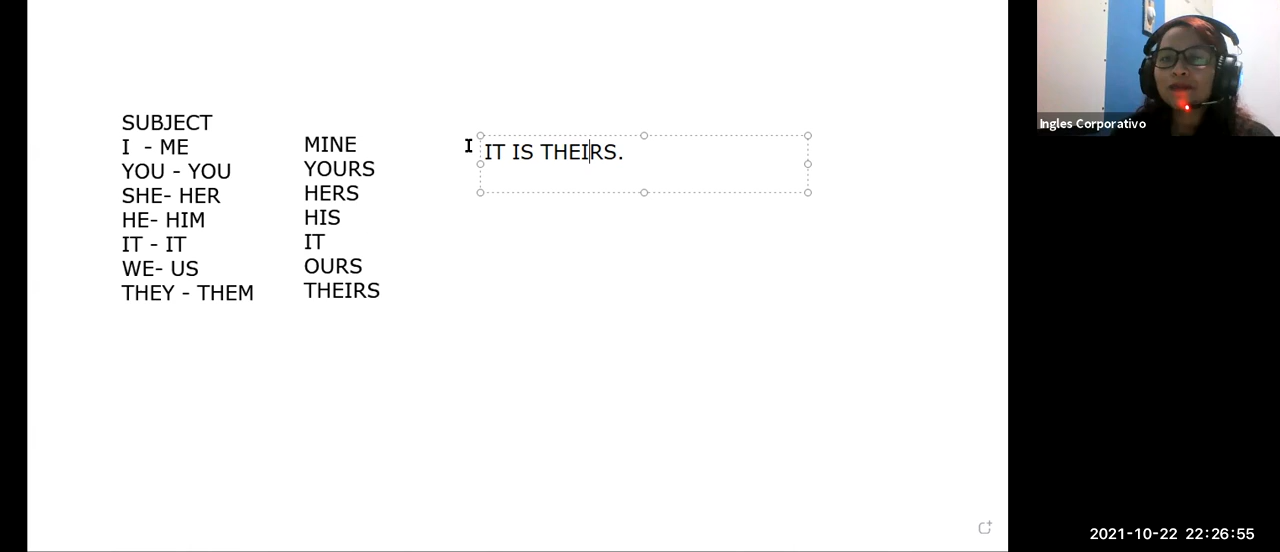 SUBJECT
I - ME
YOU - YOU
SHE- HER
HE- HIM
IT - IT
WE- US
THEY - THEM
MINE
YOURS
HERS
HIS
IT
OURS
THEIRS
IT IS THEIRS.
Ingles Corporativo
2021-10-22 22:26:55